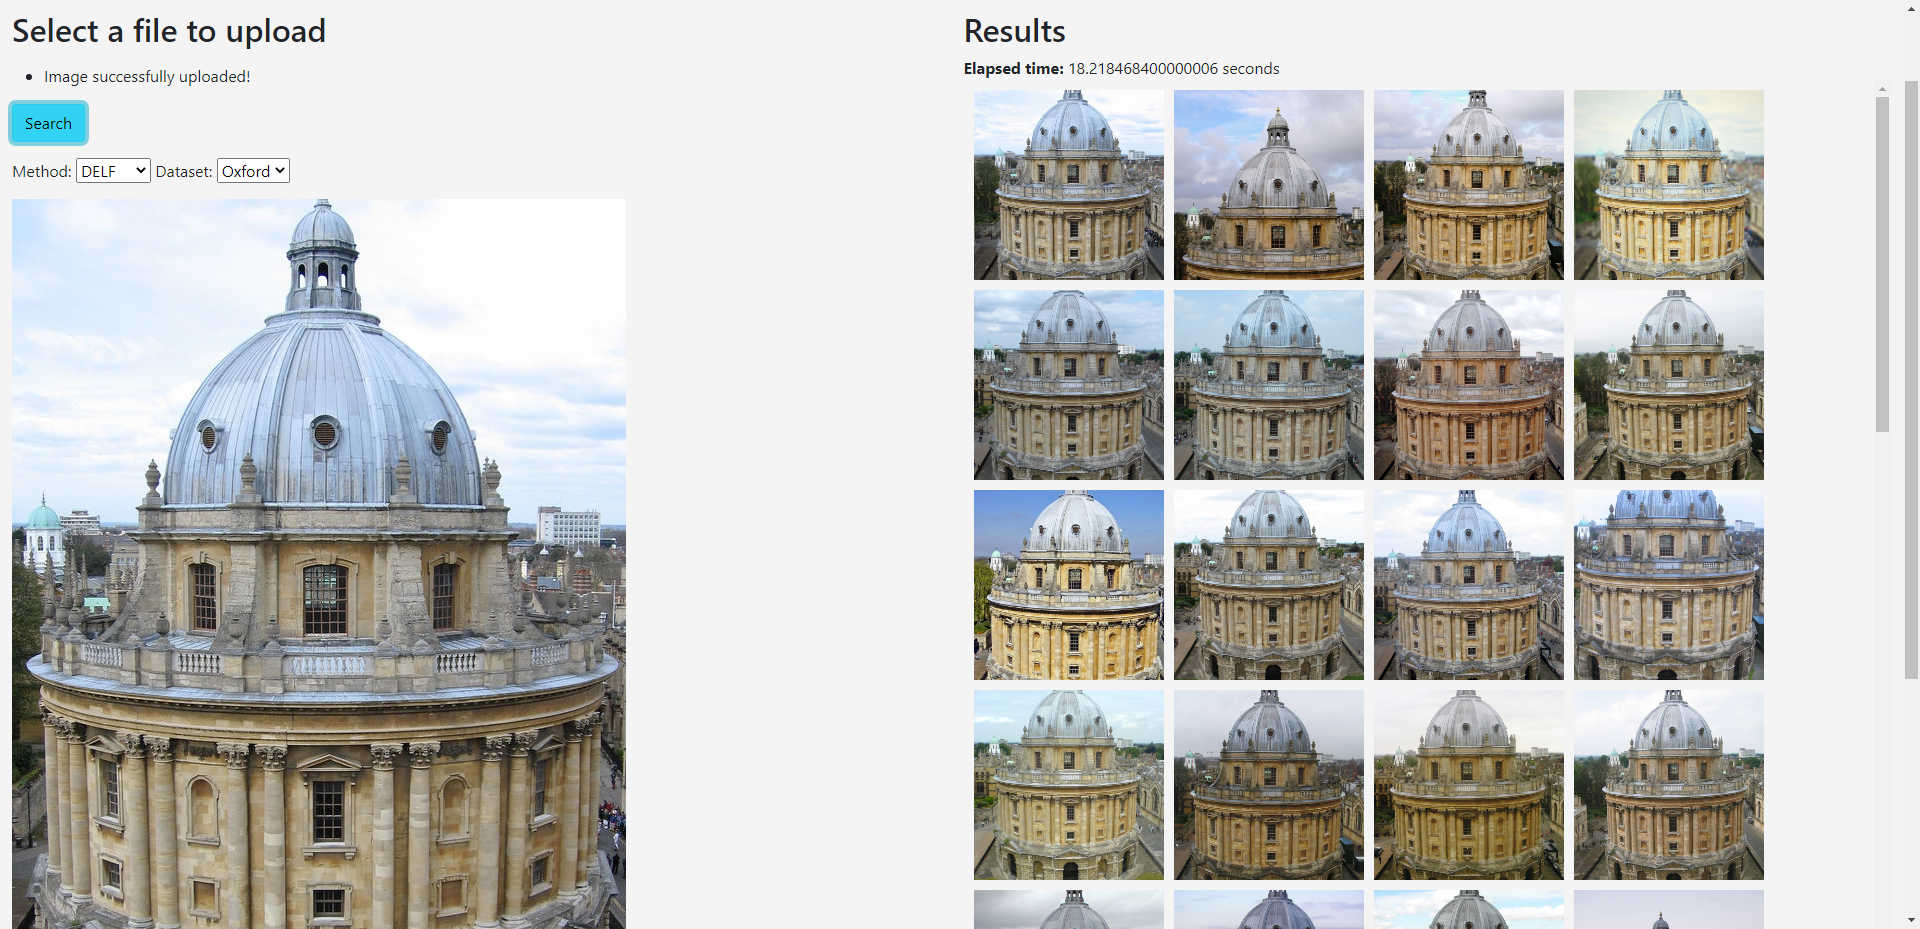 Select a file to upload
Image successfully uploaded!
Search
Method: DELF Dataset: Oxford
Results
Elapsed time: 18.218468400000006 seconds